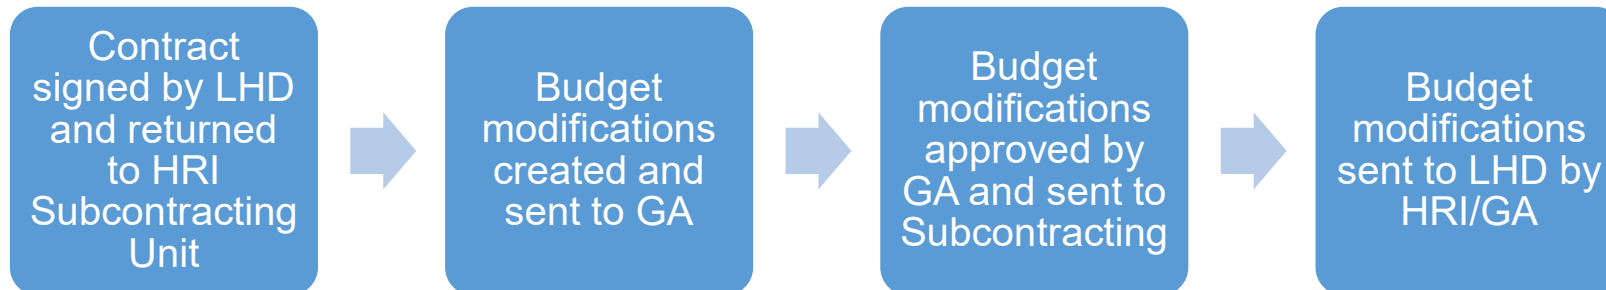 Contract
signed by LHD
and returned
to HRI
Subcontracting
Unit
Budget
modifications
created and
sent to GA
Budget
modifications
approved by
GA and sent to
Subcontracting
Budget
modifications
sent to LHD by
HRI/GA